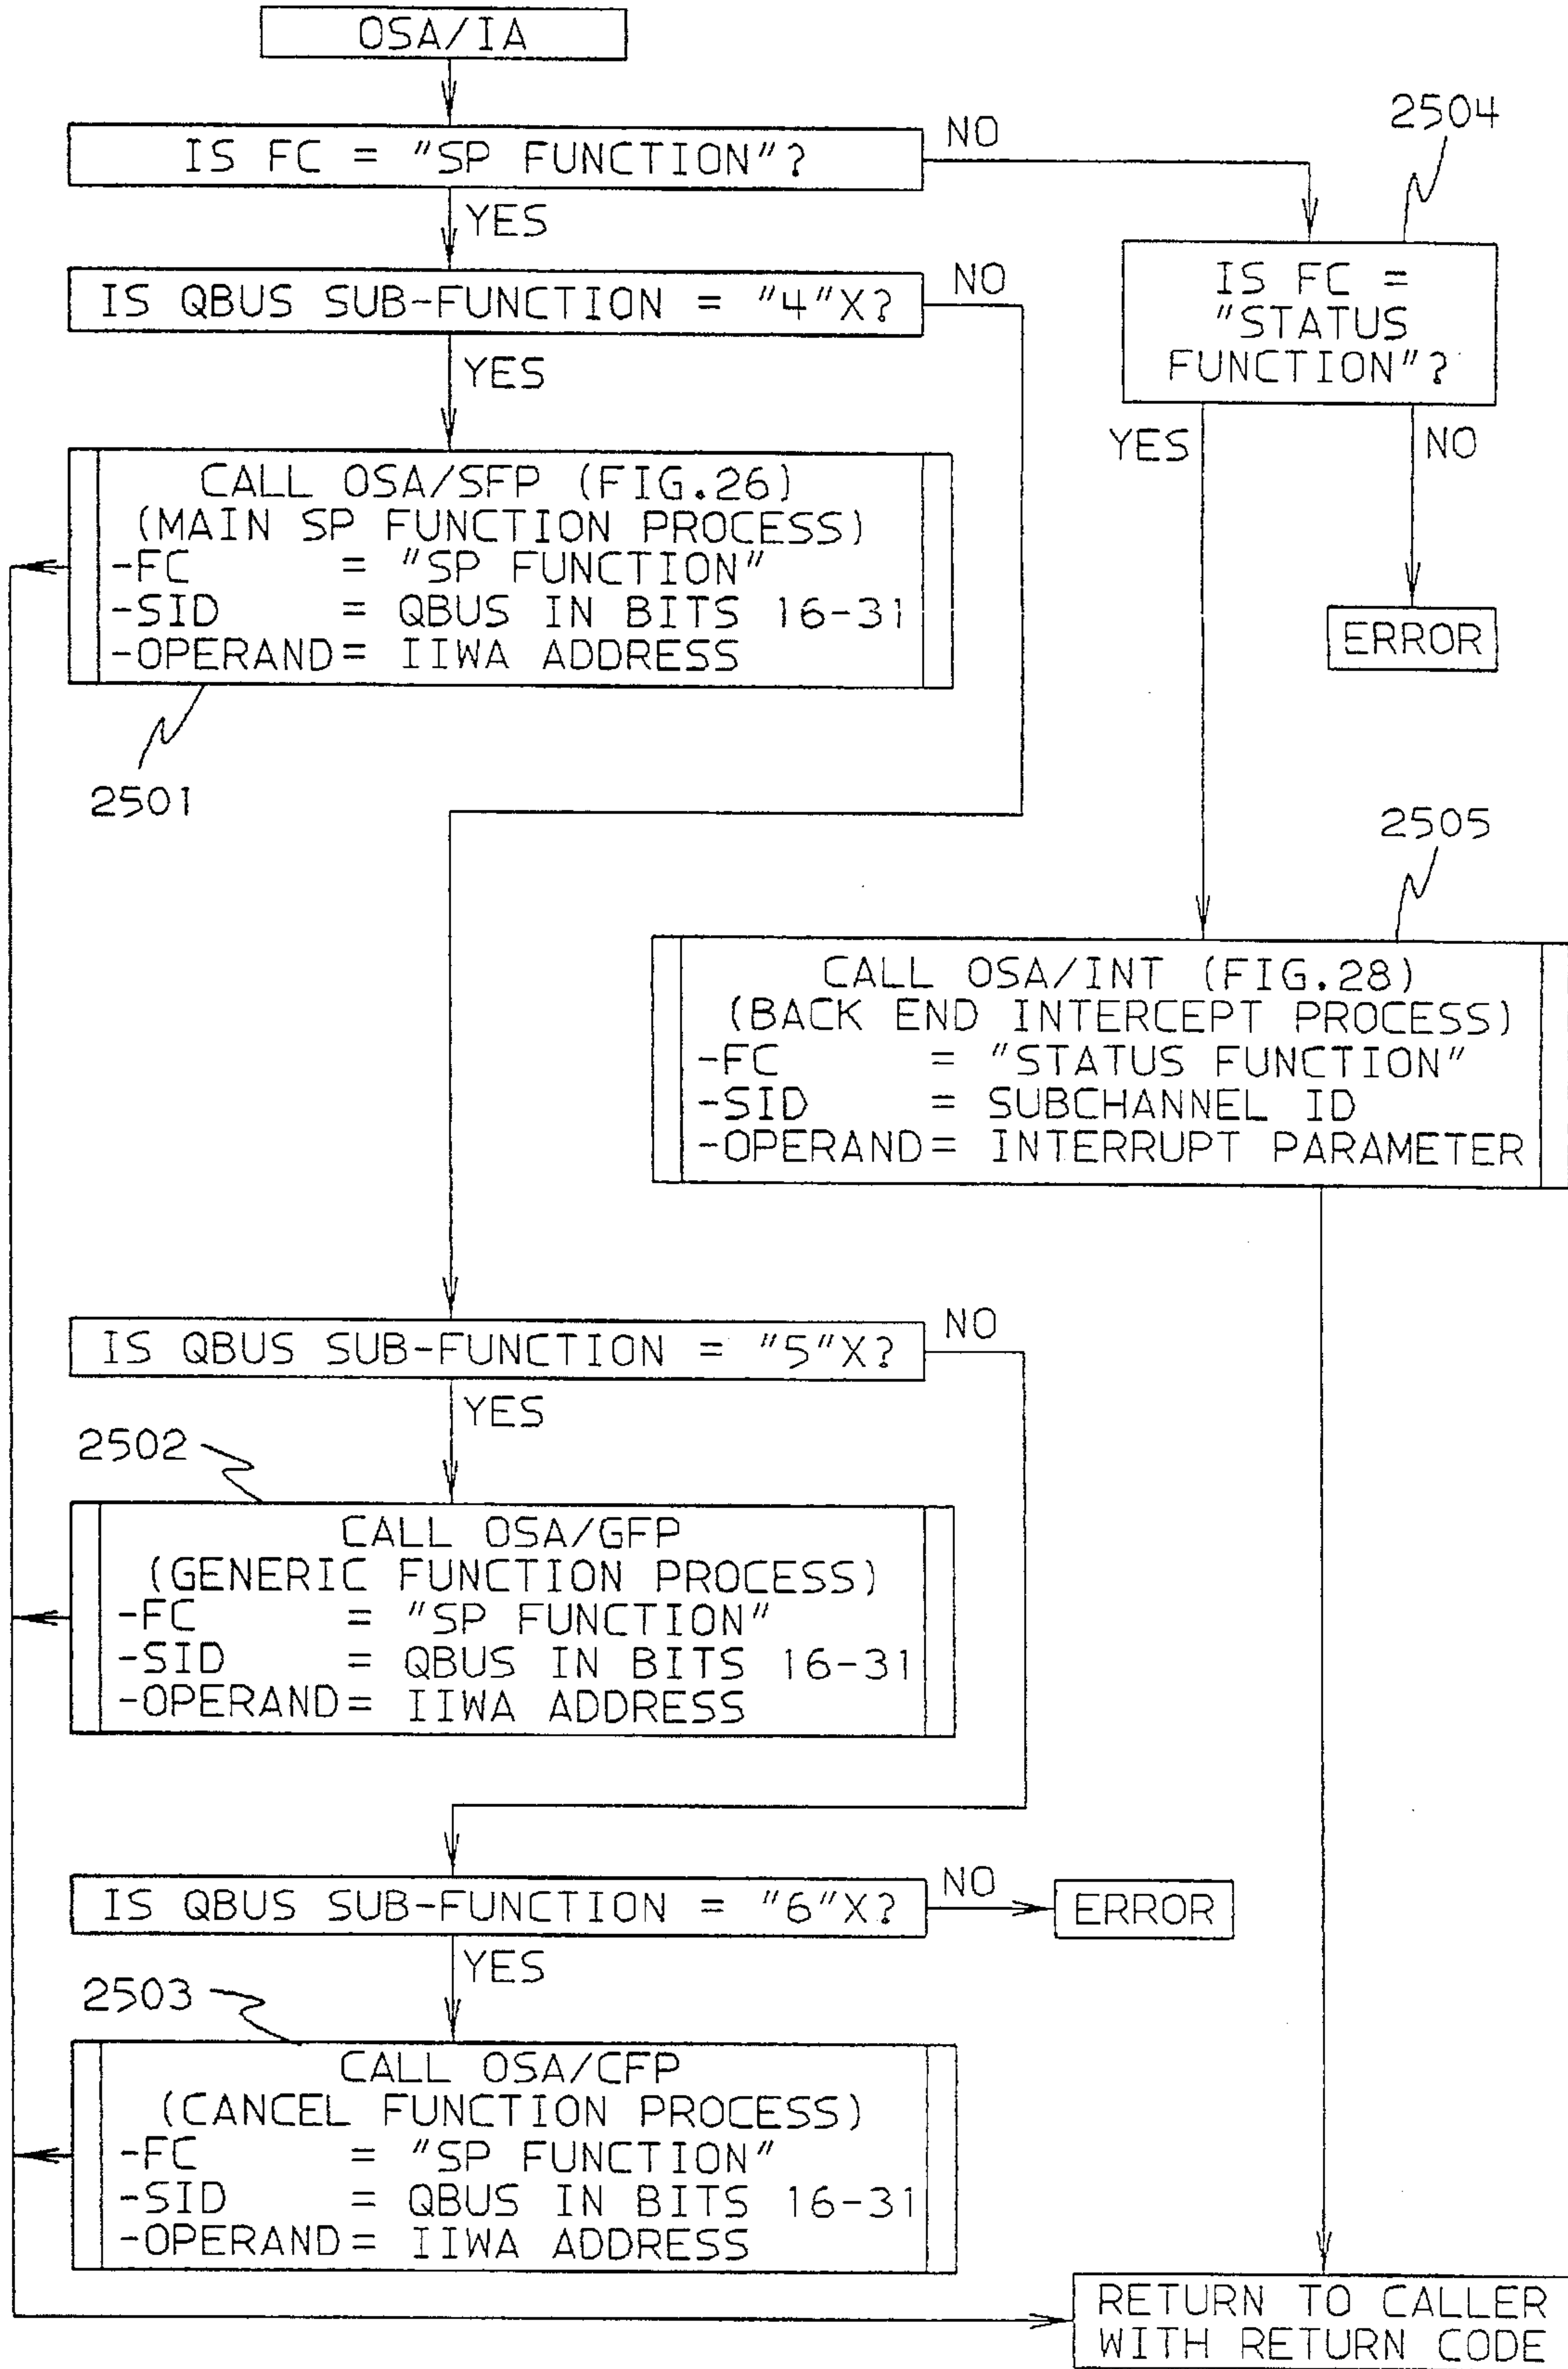 OSA/IA
IS FC = "SP FUNCTION"?
NO
2504
YES
IS QBUS SUB-FUNCTION = "4"X?
NO
IS FC =
"STATUS
FUNCTION"?
YES
YES
NO
CALL OSA/SFP (FIG.26)
(MAIN SP FUNCTION PROCESS)
-FC = "SP FUNCTION"
-SID = QBUS IN BITS 16-31
-OPERAND= IIWA ADDRESS
ERROR
2501
2505
CALL OSA/INT (FIG.28)
(BACK END INTERCEPT PROCESS)
-FC = "STATUS FUNCTION"
-SID = SUBCHANNEL ID
-OPERAND= INTERRUPT PARAMETER
IS QBUS SUB-FUNCTION = "5"X?
NO
YES
2502
CALL OSA/GFP
(GENERIC FUNCTION PROCESS)
-FC = "SP FUNCTION"
-SID = QBUS IN BITS 16-31
-OPERAND= IIWA ADDRESS
IS QBUS SUB-FUNCTION = "6"X?
NO
ERROR
YES
2503
CALL OSA/CFP
(CANCEL FUNCTION PROCESS)
-FC = "SP FUNCTION"
-SID = QBUS IN BITS 16-31
-OPERAND= IIWA ADDRESS
RETURN TO CALLER
WITH RETURN CODE